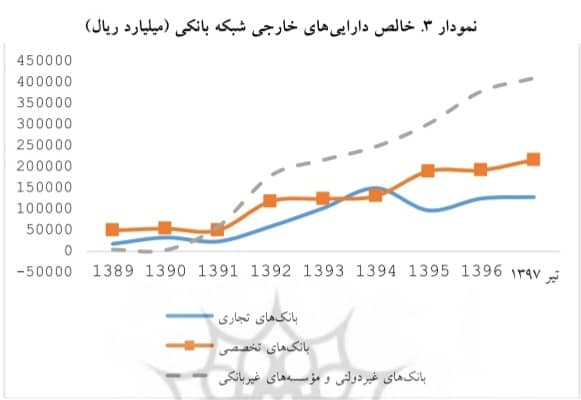 نمودار ۳. خالص دارایی‌های خارجی شبکه بانکی (میلیارد ریال)
450000
400000
350000
300000
250000
200000
150000
100000
50000
0
-50000
1389 1390 1391 1392 1393 1394 1395 1396 تیر ۱۳۹۷
بانک‌های تجاری
بانک‌های تخصصی
بانک‌های غیردولتی و مؤسسه‌های غیربانکی